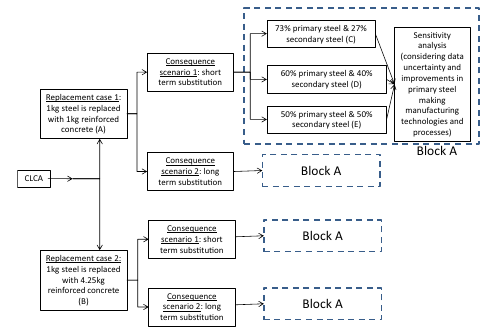 CLCA
Replacement case 1:
1kg steel is replaced
with 1kg reinforced
concrete (A)
Consequence
scenario 1: short
term substitution
73% primary steel & 27%
secondary steel (C)
60% primary steel & 40%
secondary steel (D)
50% primary steel & 50%
secondary steel (E)
Sensitivity
analysis
(considering data
uncertainty and
improvements in
primary steel
making
manufacturing
technologies and
processes)
Block A
Consequence
scenario 2: long
term substitution
Block A
Replacement case 2:
1kg steel is replaced
with 4.25kg
reinforced concrete
(B)
Consequence
scenario 1: short
term substitution
Block A
Consequence
scenario 2: long
term substitution
Block A